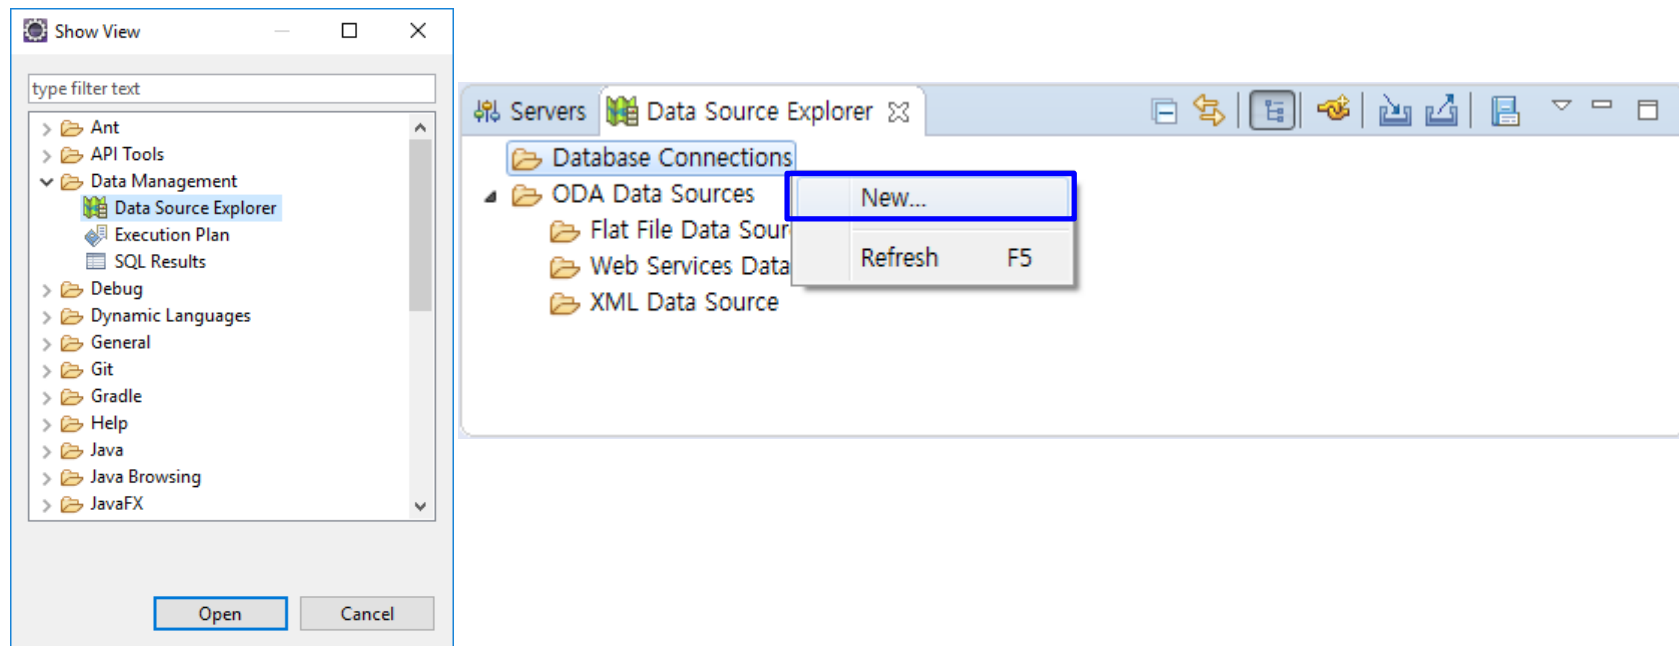 Show View
type filter text
Ant
API Tools
Data Management
Data Source Explorer
Execution Plan
SQL Results
Debug
Dynamic Languages
General
Git
Gradle
Help
Java
Java Browsing
JavaFX
Open Cancel
Servers Data Source Explorer
Database Connections
ODA Data Sources
Flat File Data Sour
Web Services Data
XML Data Source
New...
Refresh F5